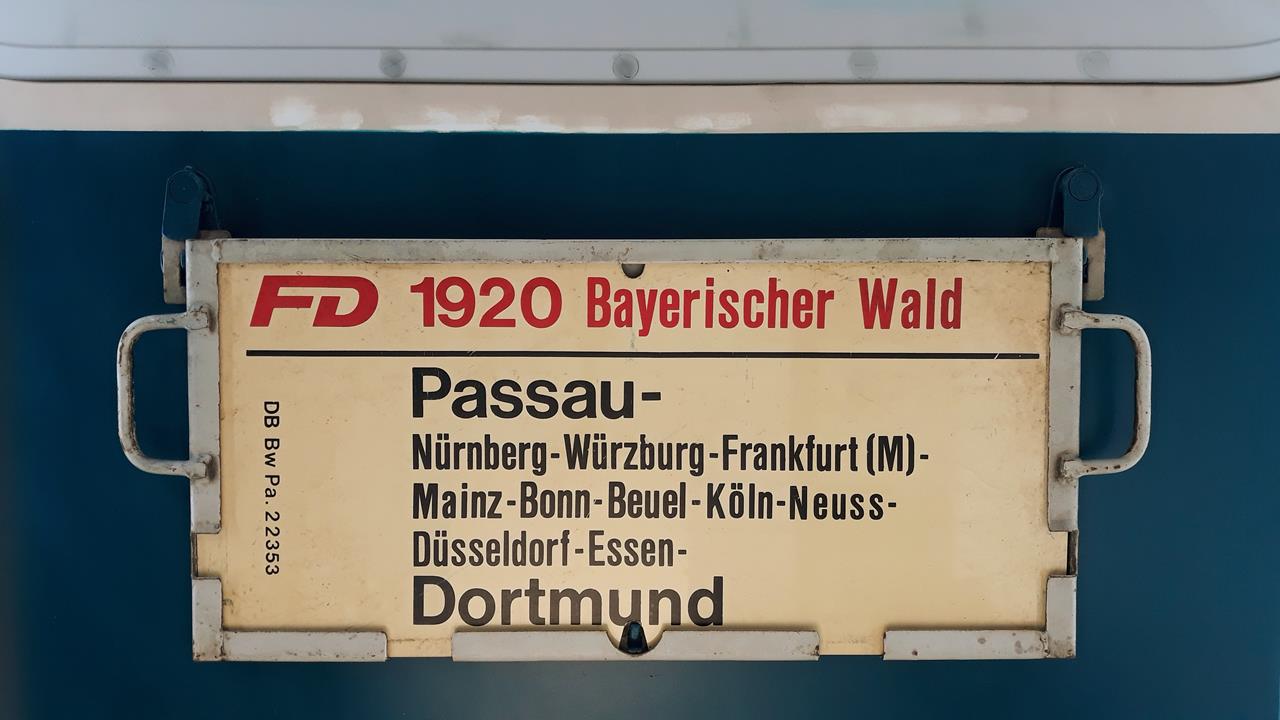 FD 1920 Bayerischer Wald
Passau-
Nürnberg-Würzburg-Frankfurt (M)-
Mainz-Bonn-Beuel-Köln-Neuss-
Düsseldorf-Essen-
Dortmund
DB Bw Pa. 22353